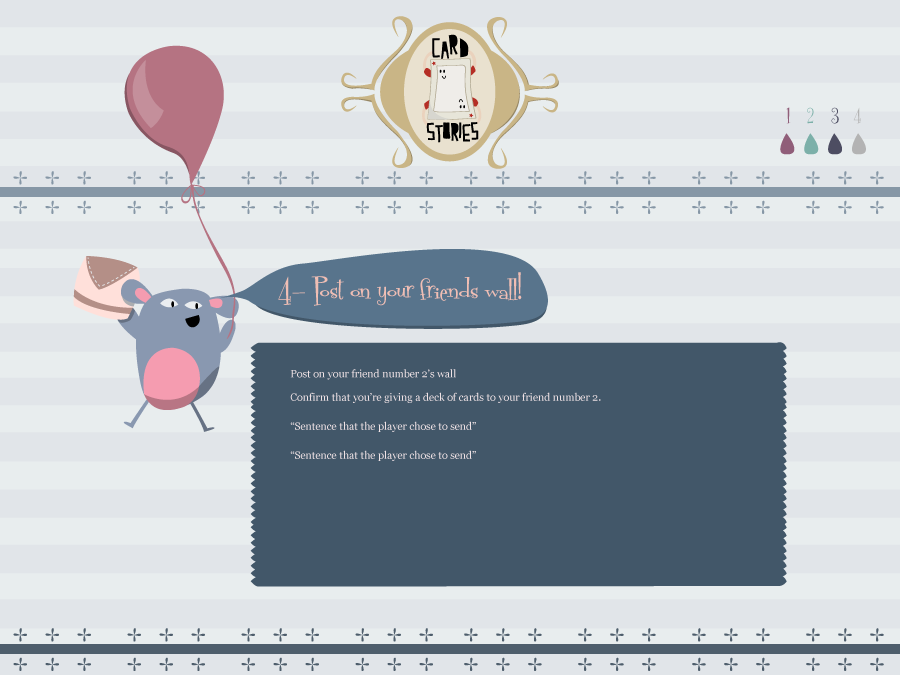 CARD
STORIES
1 2 3 4
4– Post on your friends wall!
Post on your friend number 2’s wall
Confirm that you’re giving a deck of cards to your friend number 2.
“Sentence that the player chose to send”
“Sentence that the player chose to send”